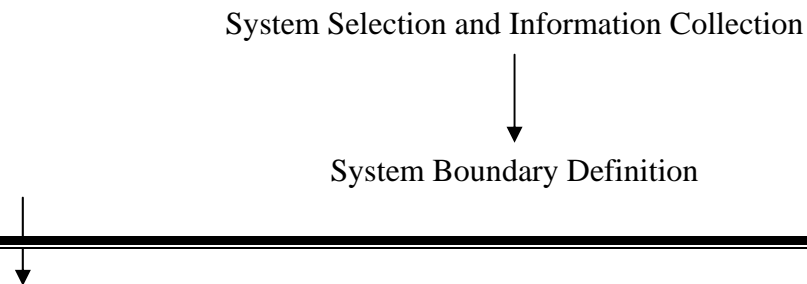 System Selection and Information Collection
System Boundary Definition